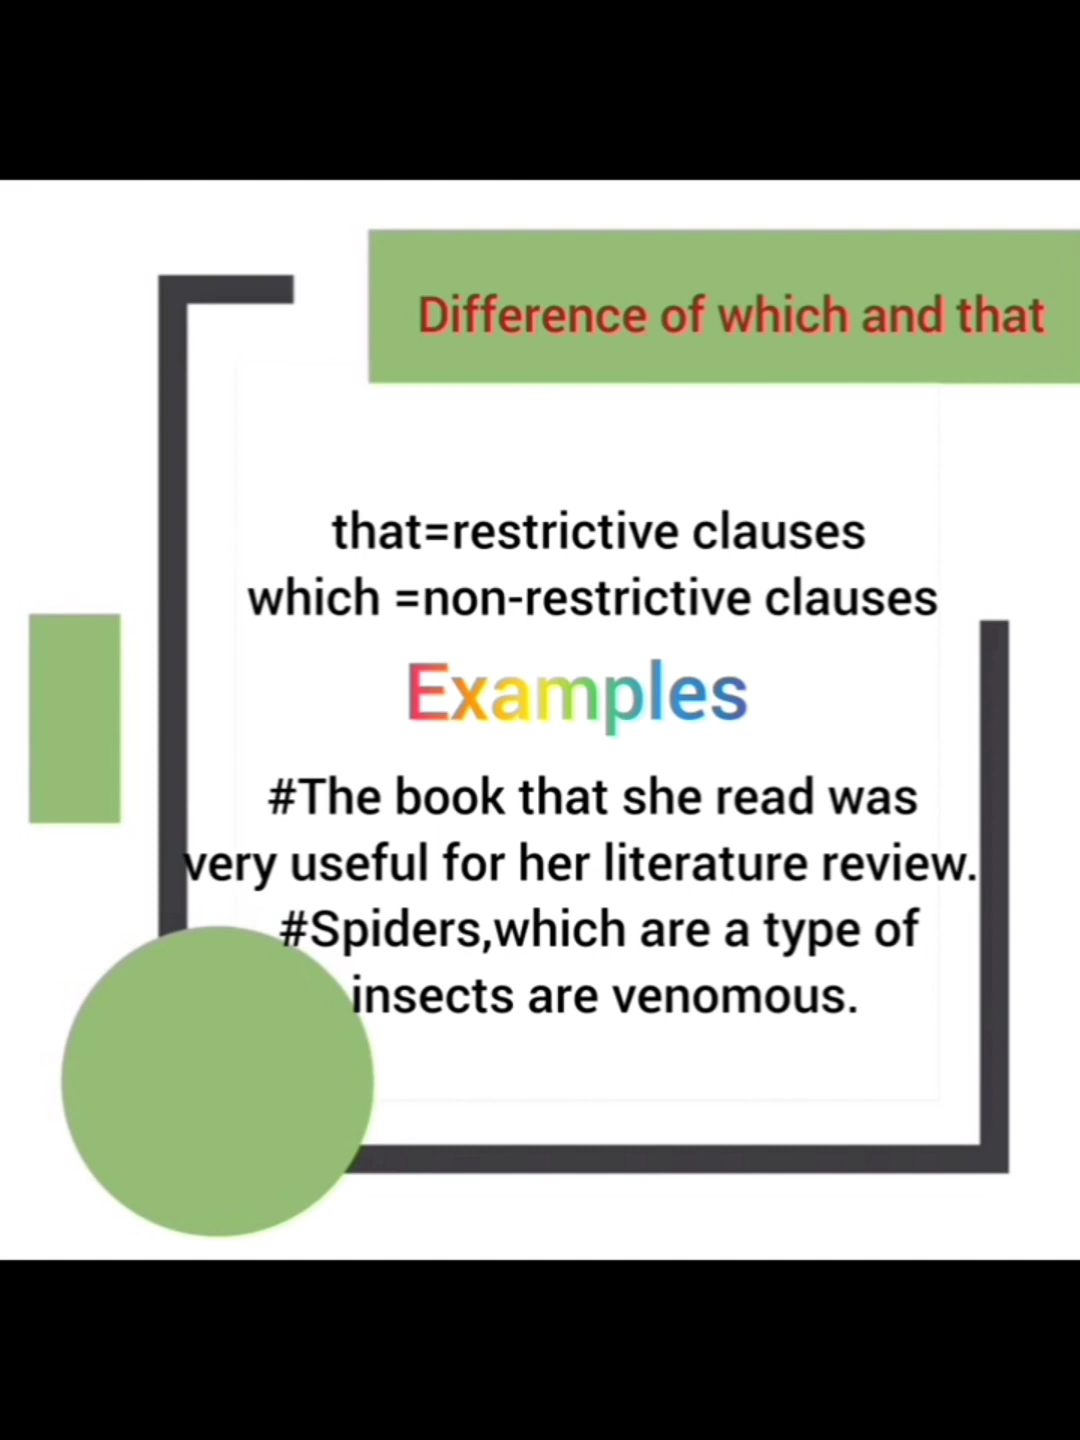 Difference of which and that
that=restrictive clauses
which =non-restrictive clauses
Examples
#The book that she read was
very useful for her literature review.
#Spiders,which are a type of
insects are venomous.